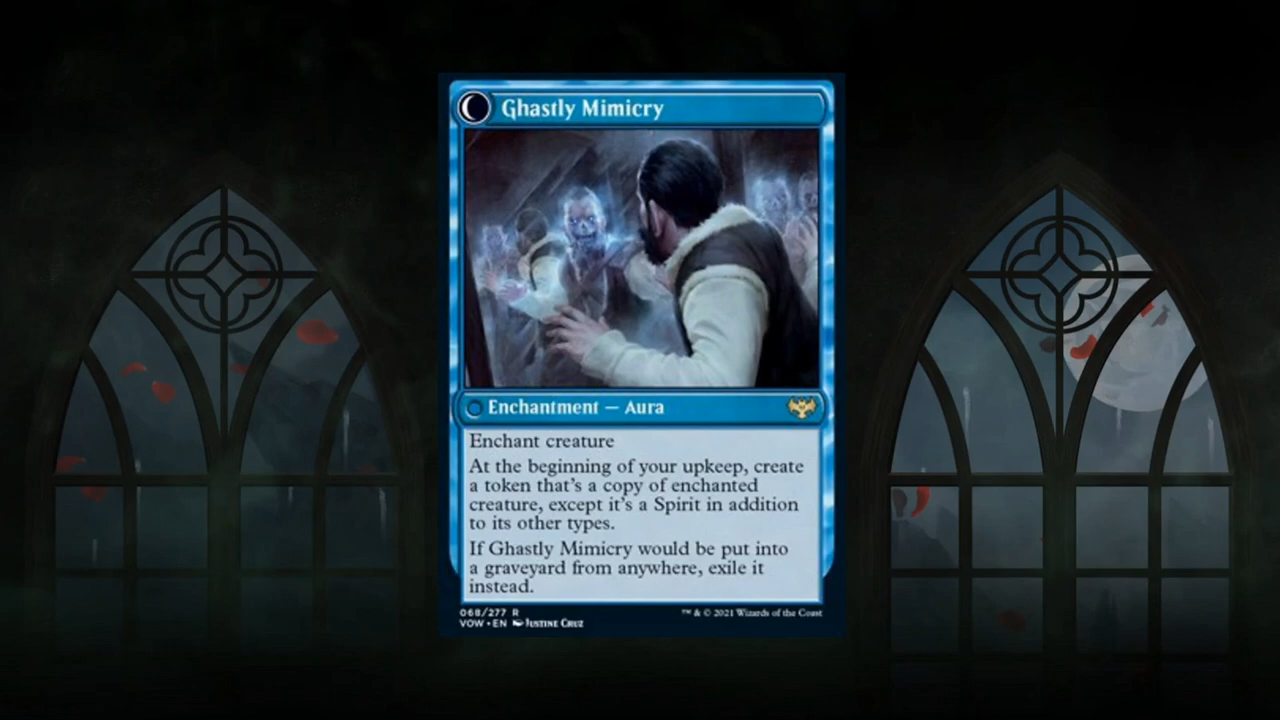 Ghastly Mimicry
Enchantment — Aura
Enchant creature
At the beginning of your upkeep, create
a token that's a copy of enchanted
creature, except it's a Spirit in addition
to its other types.
If Ghastly Mimicry would be put into
a graveyard from anywhere, exile it
instead.
068/277 R
™ & © 2021 Wizards of the Coast
VOW • EN Justine Cruz